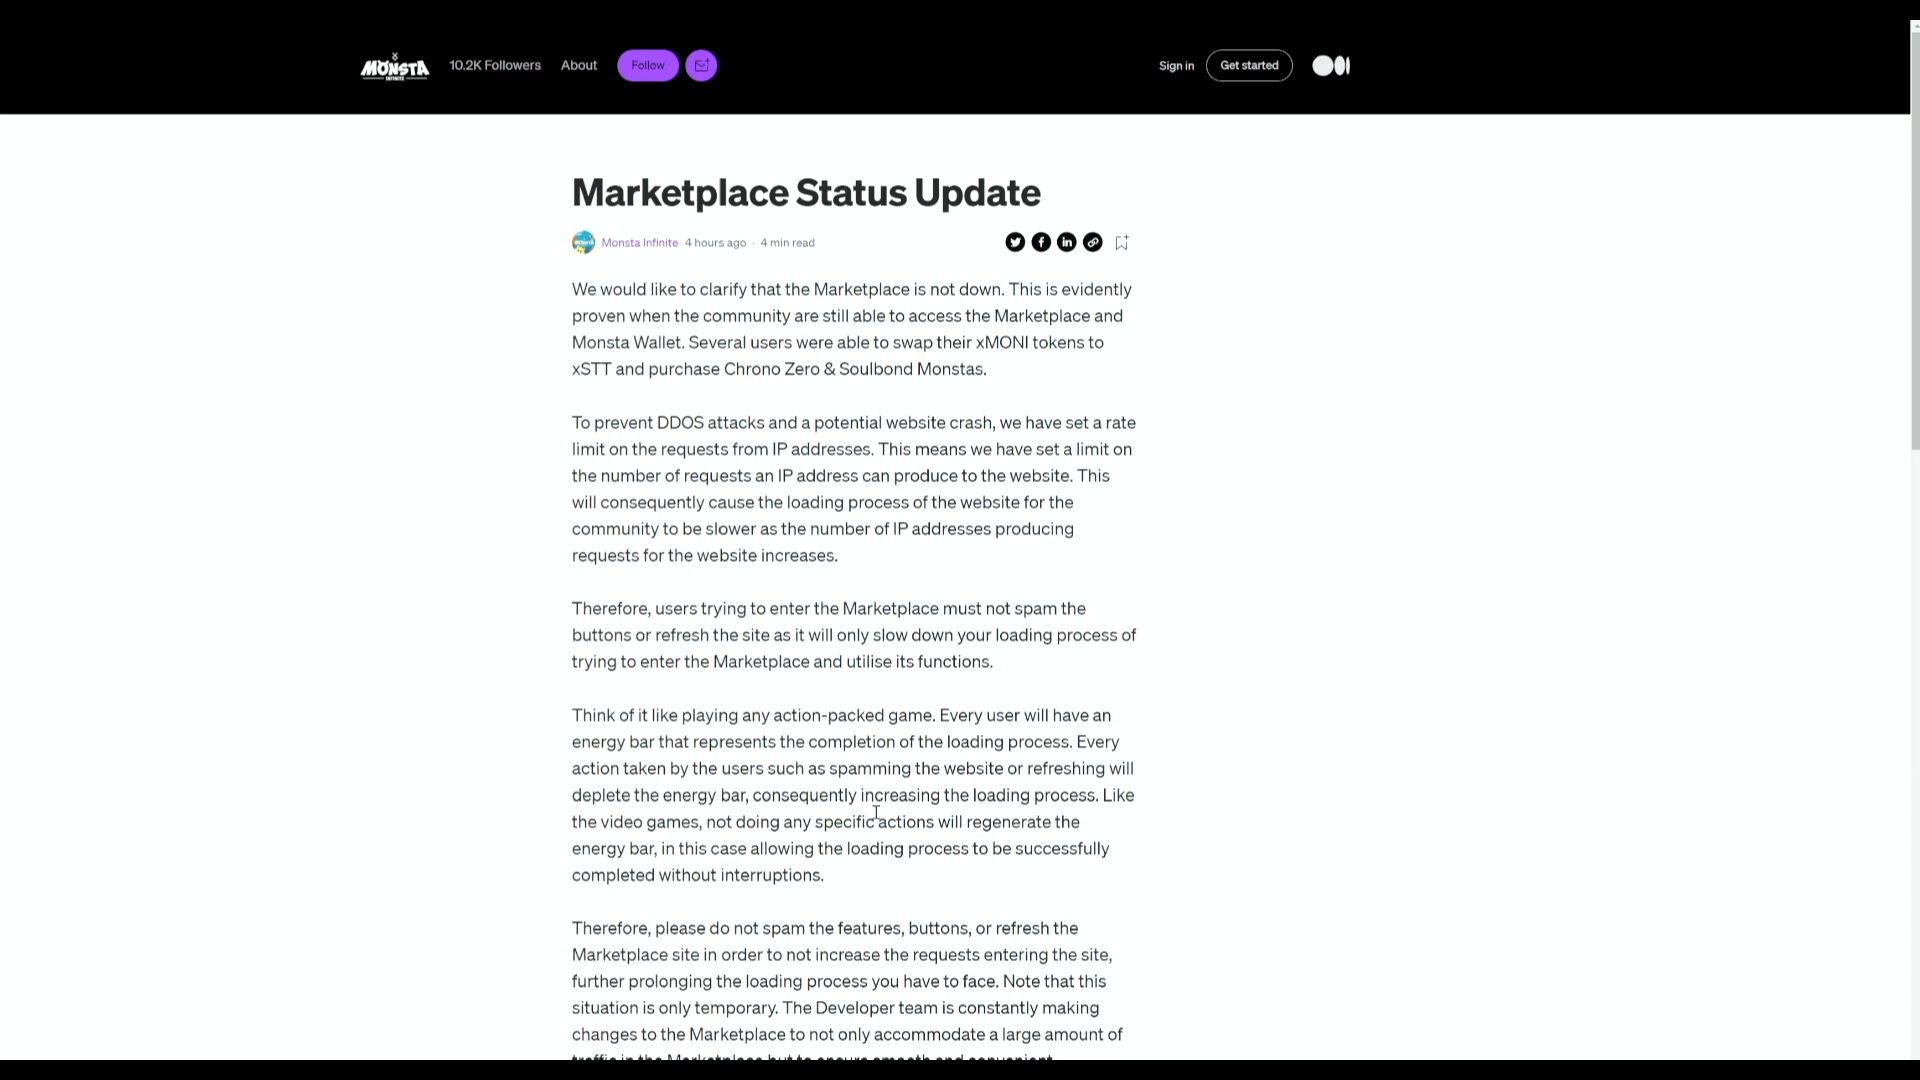 MONSTA
INFINITE
10.2K Followers
About
Follow
Sign in
Get started
Marketplace Status Update
Monsta Infinite 4 hours ago · 4 min read
We would like to clarify that the Marketplace is not down. This is evidently
proven when the community are still able to access the Marketplace and
Monsta Wallet. Several users were able to swap their xMONI tokens to
xSTT and purchase Chrono Zero & Soulbond Monstas.
To prevent DDOS attacks and a potential website crash, we have set a rate
limit on the requests from IP addresses. This means we have set a limit on
the number of requests an IP address can produce to the website. This
will consequently cause the loading process of the website for the
community to be slower as the number of IP addresses producing
requests for the website increases.
Therefore, users trying to enter the Marketplace must not spam the
buttons or refresh the site as it will only slow down your loading process of
trying to enter the Marketplace and utilise its functions.
Think of it like playing any action-packed game. Every user will have an
energy bar that represents the completion of the loading process. Every
action taken by the users such as spamming the website or refreshing will
deplete the energy bar, consequently increasing the loading process. Like
the video games, not doing any specific actions will regenerate the
energy bar, in this case allowing the loading process to be successfully
completed without interruptions.
Therefore, please do not spam the features, buttons, or refresh the
Marketplace site in order to not increase the requests entering the site,
further prolonging the loading process you have to face. Note that this
situation is only temporary. The Developer team is constantly making
changes to the Marketplace to not only accommodate a large amount of
traffic in the Marketplace but to ensure smooth and convenient